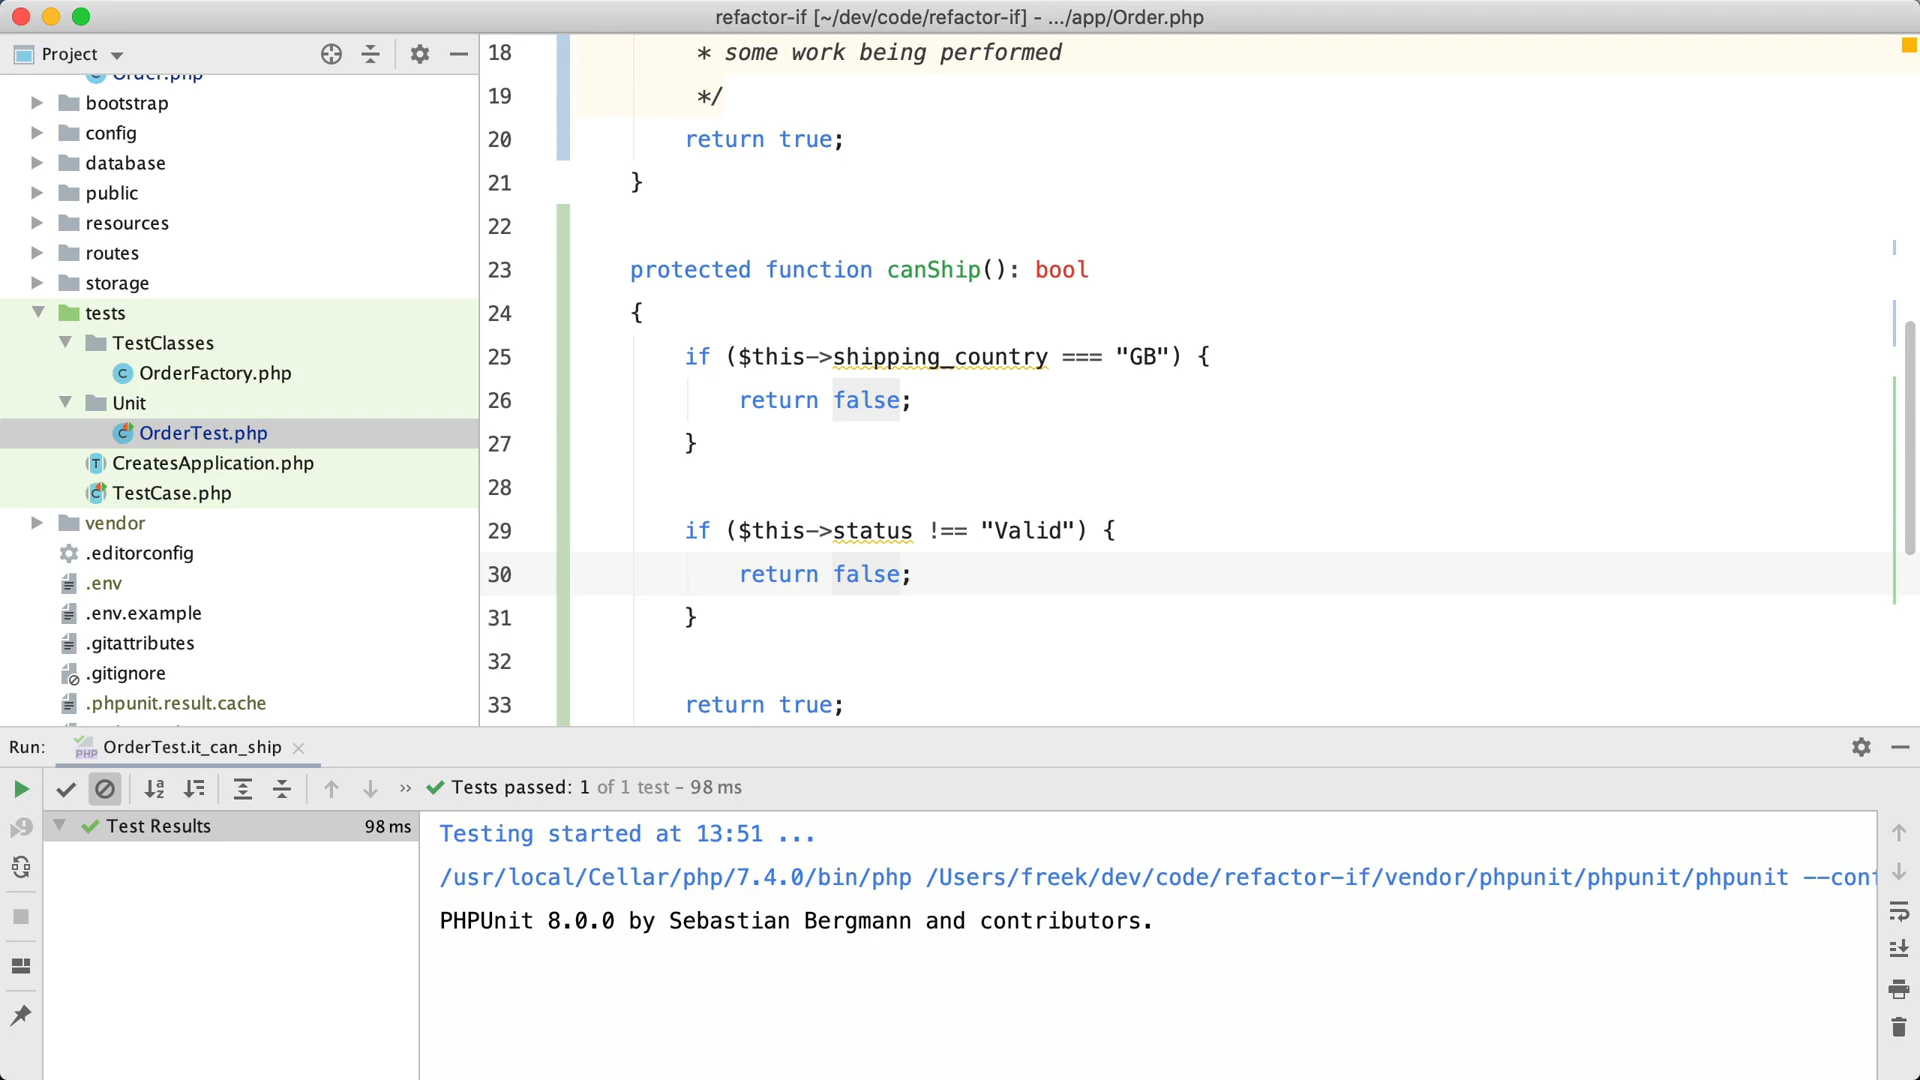 refactor-if [~/dev/code/refactor-if] - .../app/Order.php
Project
Order.php
bootstrap
config
database
public
resources
routes
storage
tests
TestClasses
OrderFactory.php
Unit
OrderTest.php
CreatesApplication.php
TestCase.php
vendor
.editorconfig
.env
.env.example
.gitattributes
.gitignore
.phpunit.result.cache
18 * some work being performed
19 */
20 return true;
21 }
22
23 protected function canShip(): bool
24 {
25 if ($this->shipping_country === "GB") {
26 return false;
27 }
28
29 if ($this->status !== "Valid") {
30 return false;
31 }
32
33 return true;
Run: OrderTest.it_can_ship
Tests passed: 1 of 1 test – 98 ms
Test Results 98 ms
Testing started at 13:51 ...
/usr/local/Cellar/php/7.4.0/bin/php /Users/freek/dev/code/refactor-if/vendor/phpunit/phpunit/phpunit --conf
PHPUnit 8.0.0 by Sebastian Bergmann and contributors.